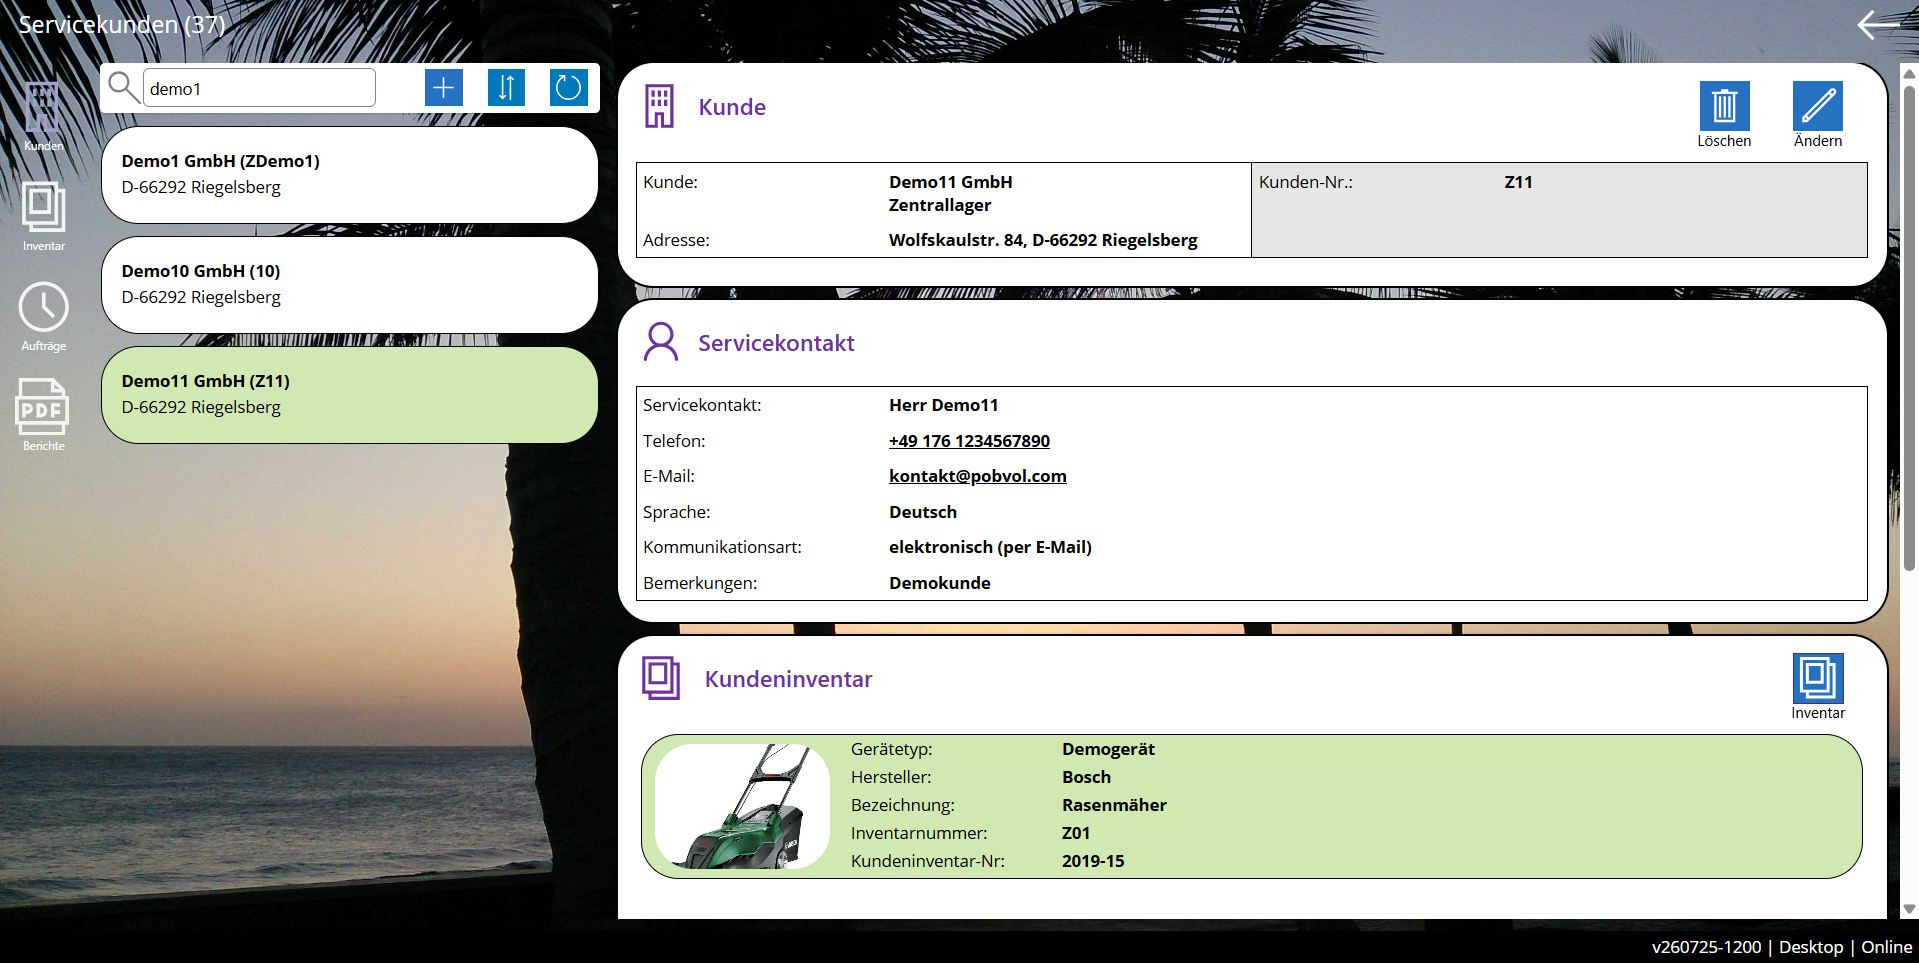 Servicekunden (37)
Kunden
Inventar
Aufträge
PDF
Berichte
demo1
Demo1 GmbH (ZDemo1)
D-66292 Riegelsberg
Demo10 GmbH (10)
D-66292 Riegelsberg
Demo11 GmbH (Z11)
D-66292 Riegelsberg
Kunde
Löschen
Ändern
Kunde: Demo11 GmbH
Zentrallager
Adresse: Wolfskaulstr. 84, D-66292 Riegelsberg
Kunden-Nr.: Z11
Servicekontakt
Servicekontakt: Herr Demo11
Telefon: +49 176 1234567890
E-Mail: kontakt@pobvol.com
Sprache: Deutsch
Kommunikationsart: elektronisch (per E-Mail)
Bemerkungen: Demokunde
Kundeninventar
Inventar
Gerätetyp: Demogerät
Hersteller: Bosch
Bezeichnung: Rasenmäher
Inventarnummer: Z01
Kundeninventar-Nr: 2019-15
v260725-1200 | Desktop | Online